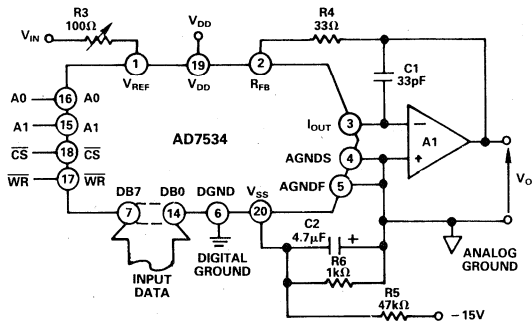 R3
100Ω
VIN
VDD
R4
33Ω
1
19
2
VREF
VDD
RFB
C1
33pF
A0
16
A0
A1
15
A1
CS
18
CS
WR
17
WR
AD7534
IOUT
3
AGNDS
4
AGNDF
5
−
+
A1
VO
DB7
DB0
DGND
VSS
7
14
6
20
INPUT
DATA
DIGITAL
GROUND
C2
4.7μF
+
R6
1kΩ
ANALOG
GROUND
R5
47kΩ
−15V